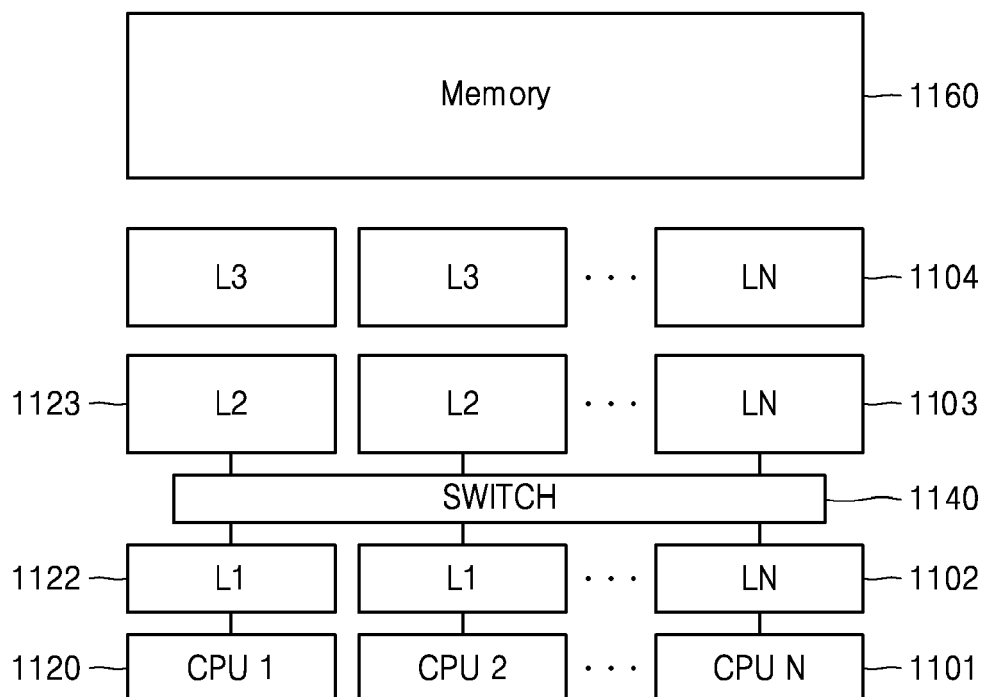 Memory 1160
L3 L3 ... LN 1104
1123 L2 L2 ... LN 1103
SWITCH 1140
1122 L1 L1 ... LN 1102
1120 CPU 1 CPU 2 ... CPU N 1101